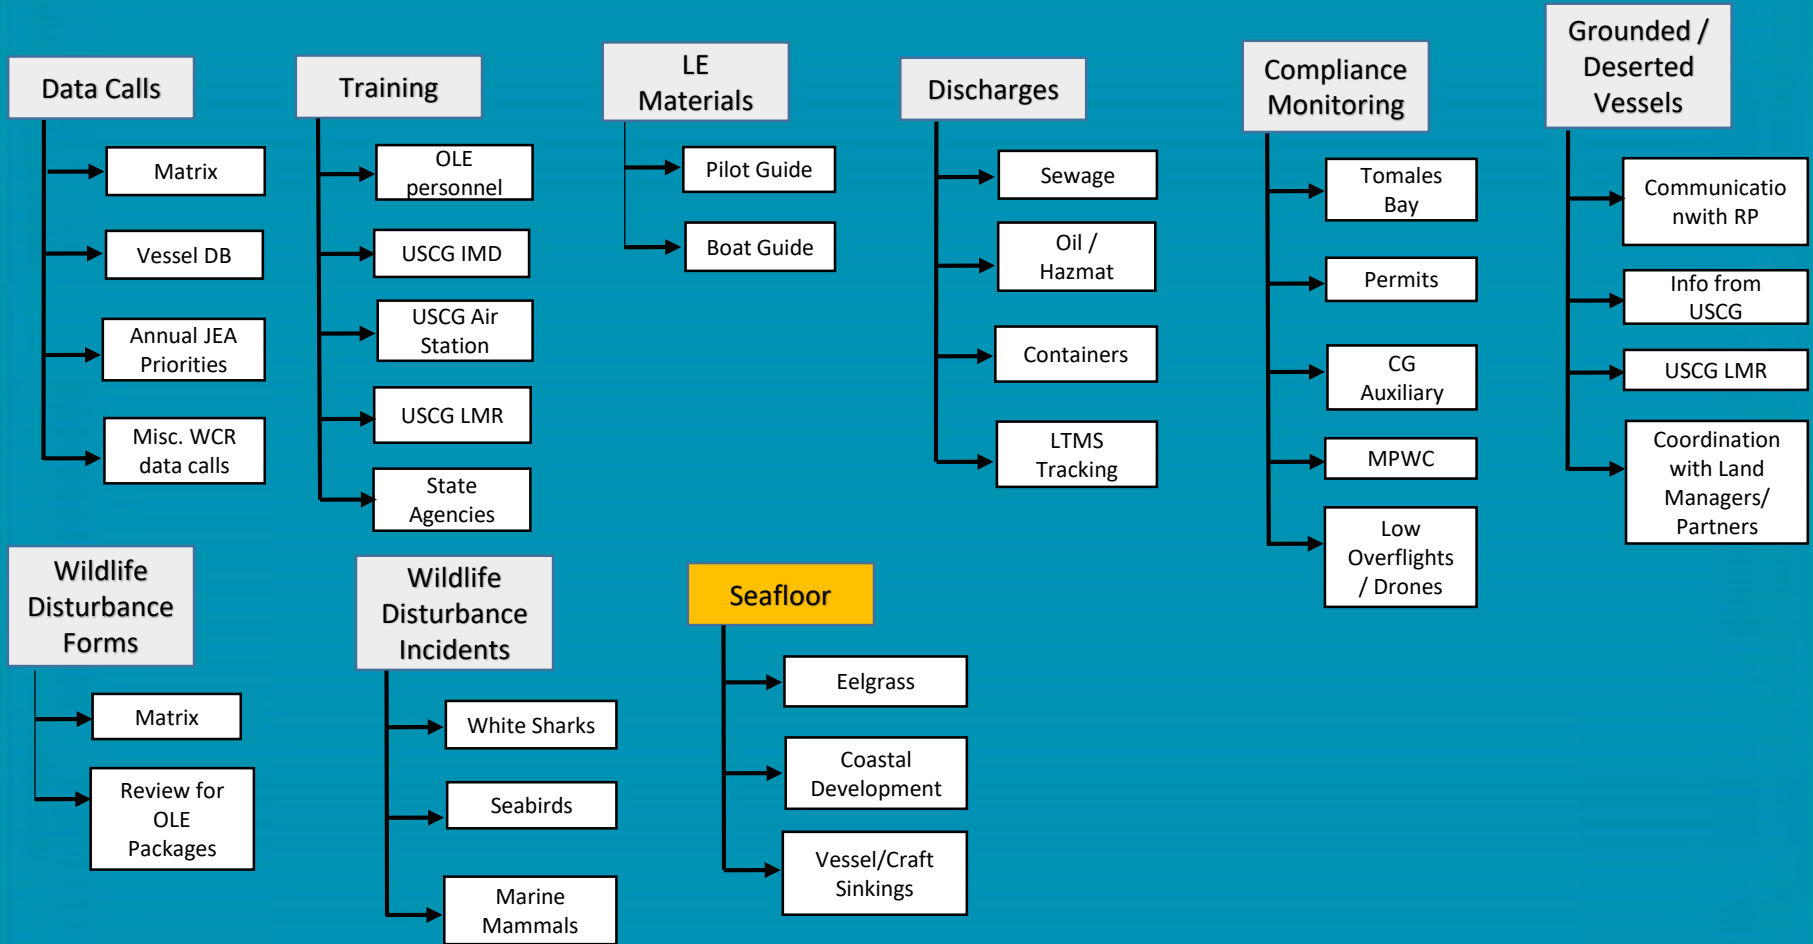 Data Calls
Matrix
Vessel DB
Annual JEA
Priorities
Misc. WCR
data calls
Training
OLE
personnel
USCG IMD
USCG Air
Station
USCG LMR
State
Agencies
LE
Materials
Pilot Guide
Boat Guide
Discharges
Sewage
Oil /
Hazmat
Containers
LTMS
Tracking
Compliance
Monitoring
Tomales
Bay
Permits
CG
Auxiliary
MPWC
Low
Overflights
/ Drones
Grounded /
Deserted
Vessels
Communicatio
nwith RP
Info from
USCG
USCG LMR
Coordination
with Land
Managers/
Partners
Wildlife
Disturbance
Forms
Matrix
Review for
OLE
Packages
Wildlife
Disturbance
Incidents
White Sharks
Seabirds
Marine
Mammals
Seafloor
Eelgrass
Coastal
Development
Vessel/Craft
Sinkings